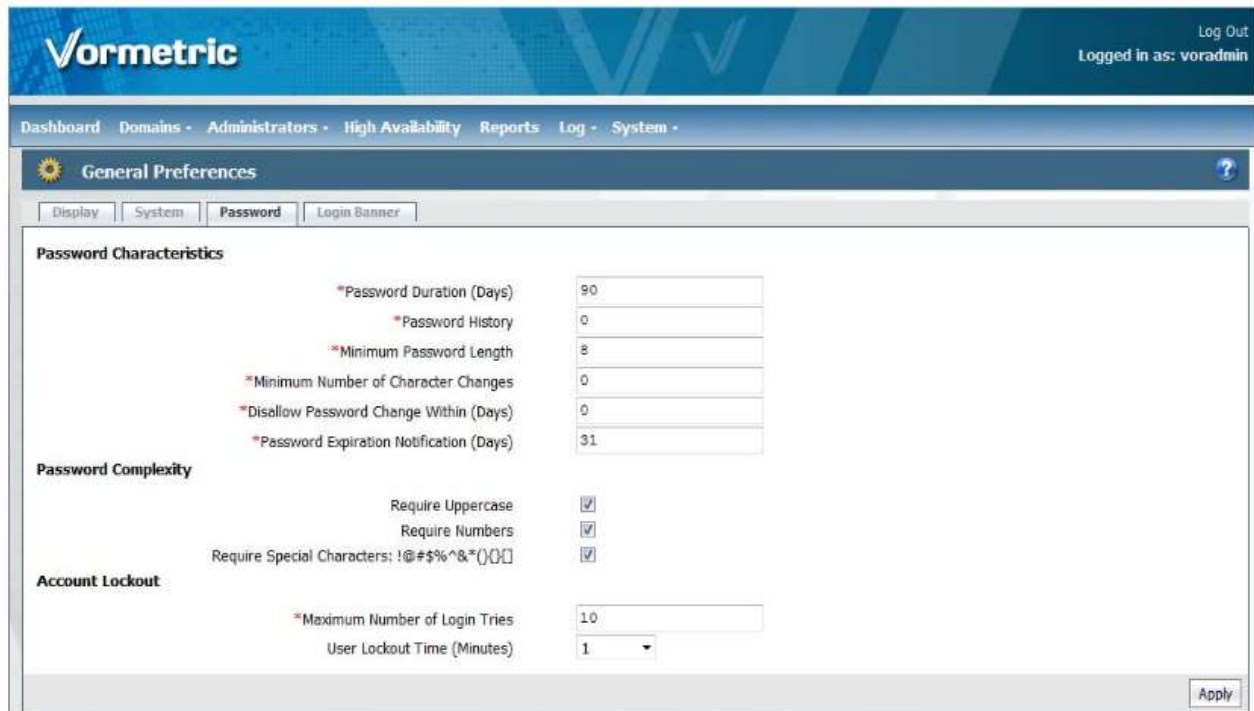 Vormetric
Log Out
Logged in as: voradmin
Dashboard Domains Administrators High Availability Reports Log System
General Preferences
?
Display System Password Login Banner
Password Characteristics
*Password Duration (Days) 90
*Password History 0
*Minimum Password Length 8
*Minimum Number of Character Changes 0
*Disallow Password Change Within (Days) 0
*Password Expiration Notification (Days) 31
Password Complexity
Require Uppercase
Require Numbers
Require Special Characters: !@#$%^&*(){}[]
Account Lockout
*Maximum Number of Login Tries 10
User Lockout Time (Minutes) 1
Apply